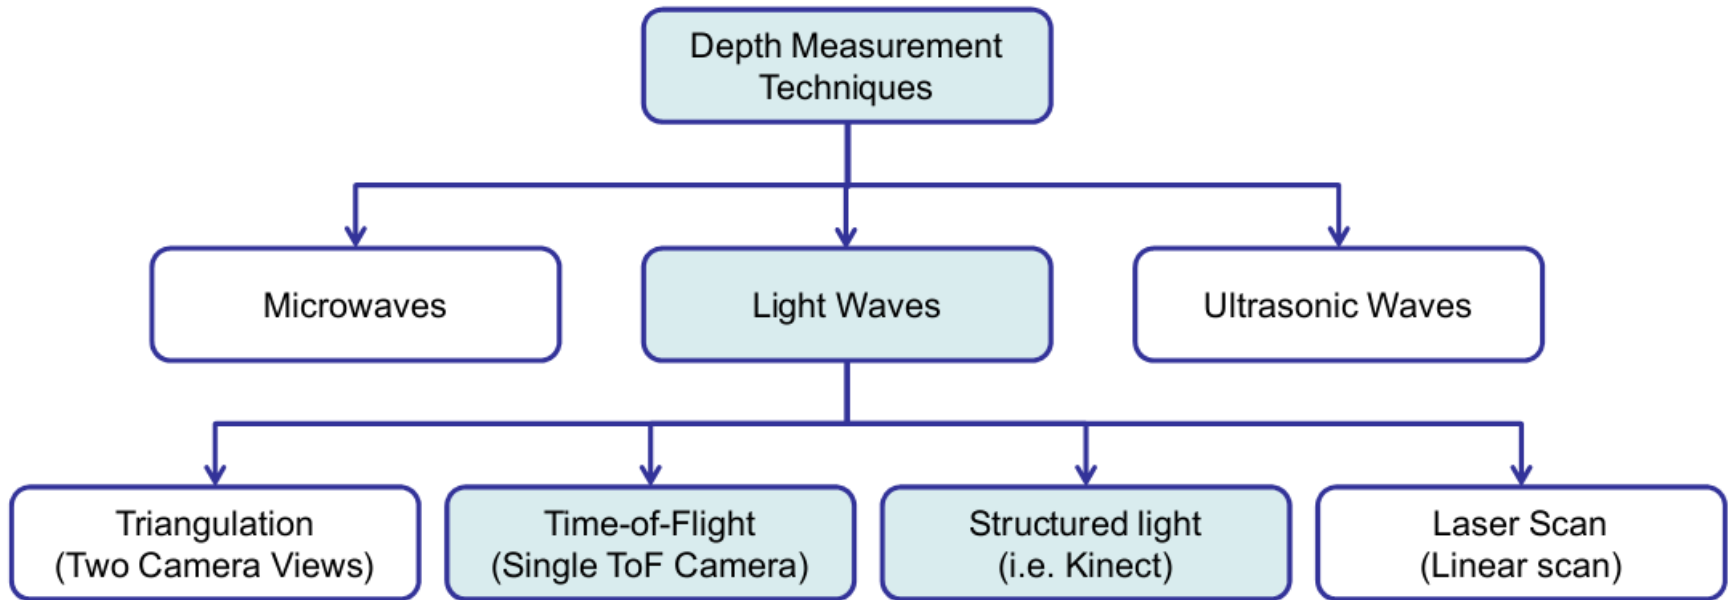 Depth Measurement
Techniques
Microwaves
Light Waves
Ultrasonic Waves
Triangulation
(Two Camera Views)
Time-of-Flight
(Single ToF Camera)
Structured light
(i.e. Kinect)
Laser Scan
(Linear scan)